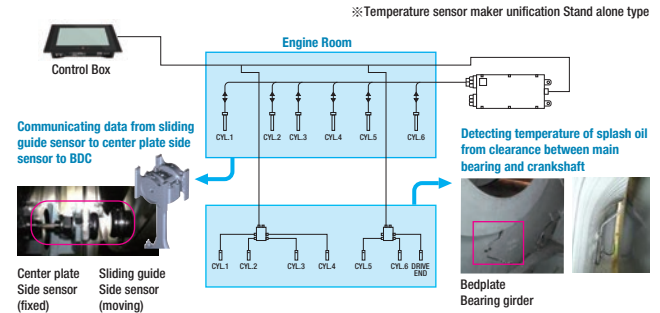 ※Temperature sensor maker unification Stand alone type
Engine Room
Control Box
CYL.1
CYL.2
CYL.3
CYL.4
CYL.5
CYL.6
Communicating data from sliding
guide sensor to center plate side
sensor to BDC
Detecting temperature of splash oil
from clearance between main
bearing and crankshaft
CYL.1
CYL.2
CYL.3
CYL.4
CYL.5
CYL.6
DRIVE
END
Center plate
Side sensor
(fixed)
Sliding guide
Side sensor
(moving)
Bedplate
Bearing girder